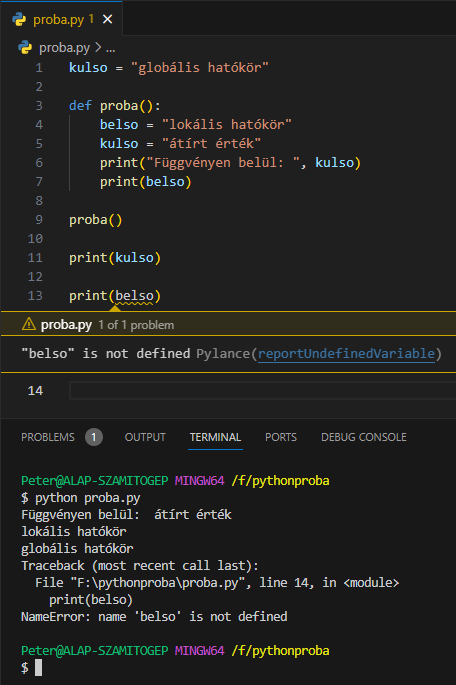 proba.py 1 ×
proba.py > ...
1 kulso = "globális hatókör"
2
3 def proba():
4     belso = "lokális hatókör"
5     kulso = "átírt érték"
6     print("Függvényen belül: ", kulso)
7     print(belso)
8
9 proba()
10
11 print(kulso)
12
13 print(belso)
proba.py 1 of 1 problem
"belso" is not defined Pylance(reportUndefinedVariable)
14
PROBLEMS 1 OUTPUT TERMINAL PORTS DEBUG CONSOLE
Peter@ALAP-SZAMITOGEP MINGW64 /f/pythonproba
$ python proba.py
Függvényen belül:  átírt érték
lokális hatókör
globális hatókör
Traceback (most recent call last):
  File "F:\pythonproba\proba.py", line 14, in <module>
    print(belso)
NameError: name 'belso' is not defined
Peter@ALAP-SZAMITOGEP MINGW64 /f/pythonproba
$